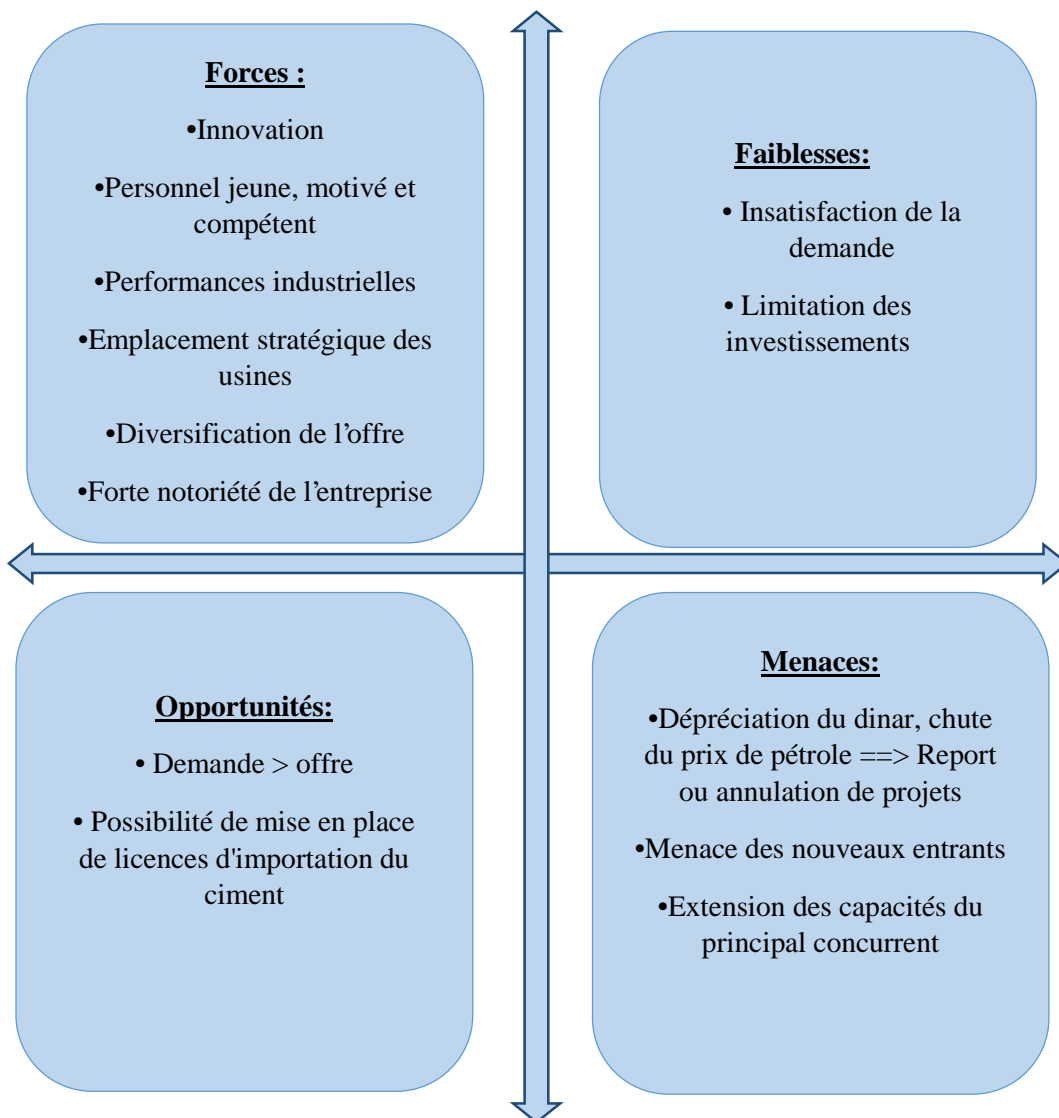 Forces :
•Innovation
•Personnel jeune, motivé et
compétent
•Performances industrielles
•Emplacement stratégique des
usines
•Diversification de l’offre
•Forte notoriété de l’entreprise
Faiblesses:
• Insatisfaction de la
demande
• Limitation des
investissements
Opportunités:
• Demande > offre
• Possibilité de mise en place
de licences d'importation du
ciment
Menaces:
•Dépréciation du dinar, chute
du prix de pétrole ==> Report
ou annulation de projets
•Menace des nouveaux entrants
•Extension des capacités du
principal concurrent